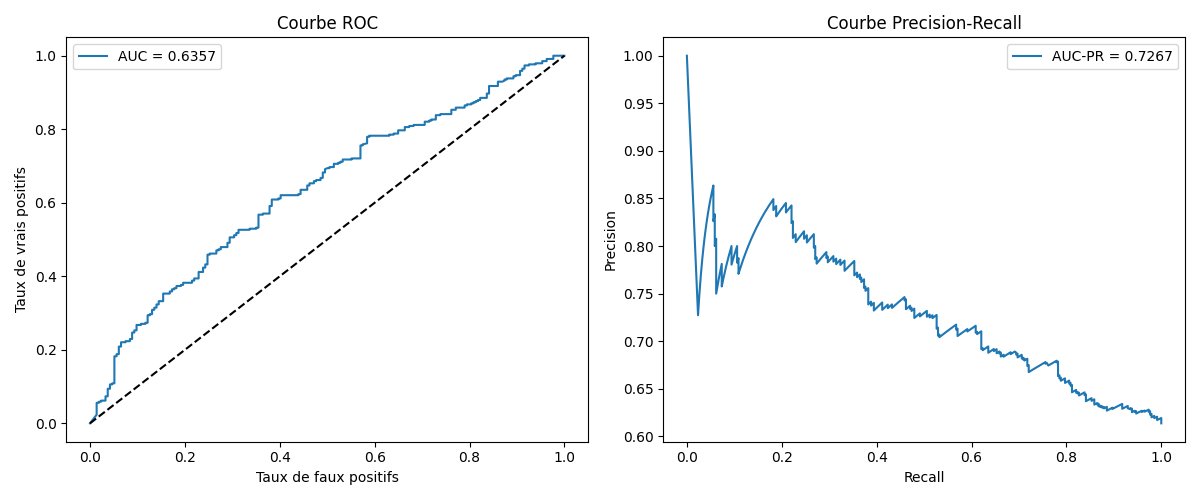 Courbe ROC
AUC = 0.6357
1.0
0.8
0.6
0.4
0.2
0.0
Taux de vrais positifs
0.0 0.2 0.4 0.6 0.8 1.0
Taux de faux positifs
Courbe Precision-Recall
AUC-PR = 0.7267
1.00
0.95
0.90
0.85
0.80
0.75
0.70
0.65
0.60
Precision
0.0 0.2 0.4 0.6 0.8 1.0
Recall